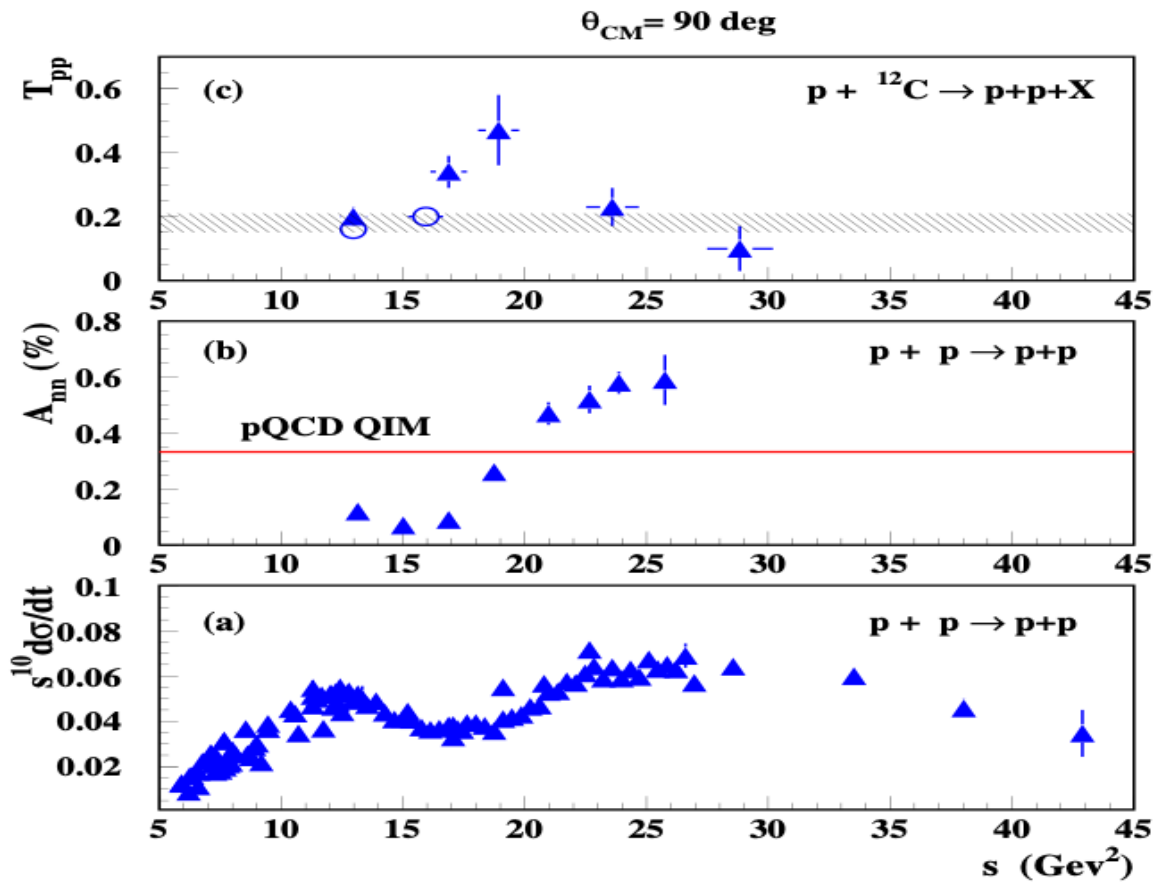 θCM= 90 deg
Tpp
(c)
p + ¹²C → p+p+X
0.6
0.4
0.2
0
5 10 15 20 25 30 35 40 45
Ann (%)
(b)
p + p → p+p
pQCD QIM
0.8
0.6
0.4
0.2
0
5 10 15 20 25 30 35 40 45
s¹⁰dσ/dt
(a)
p + p → p+p
0.1
0.08
0.06
0.04
0.02
5 10 15 20 25 30 35 40 45
s (Gev²)